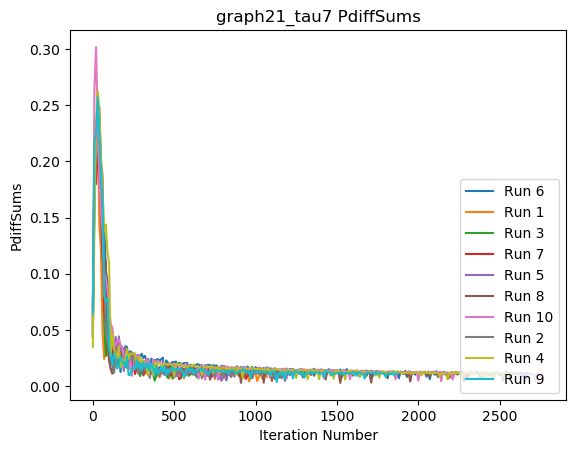 graph21_tau7 PdiffSums
PdiffSums
0.30
0.25
0.20
0.15
0.10
0.05
0.00
Run 6
Run 1
Run 3
Run 7
Run 5
Run 8
Run 10
Run 2
Run 4
Run 9
0 500 1000 1500 2000 2500
Iteration Number